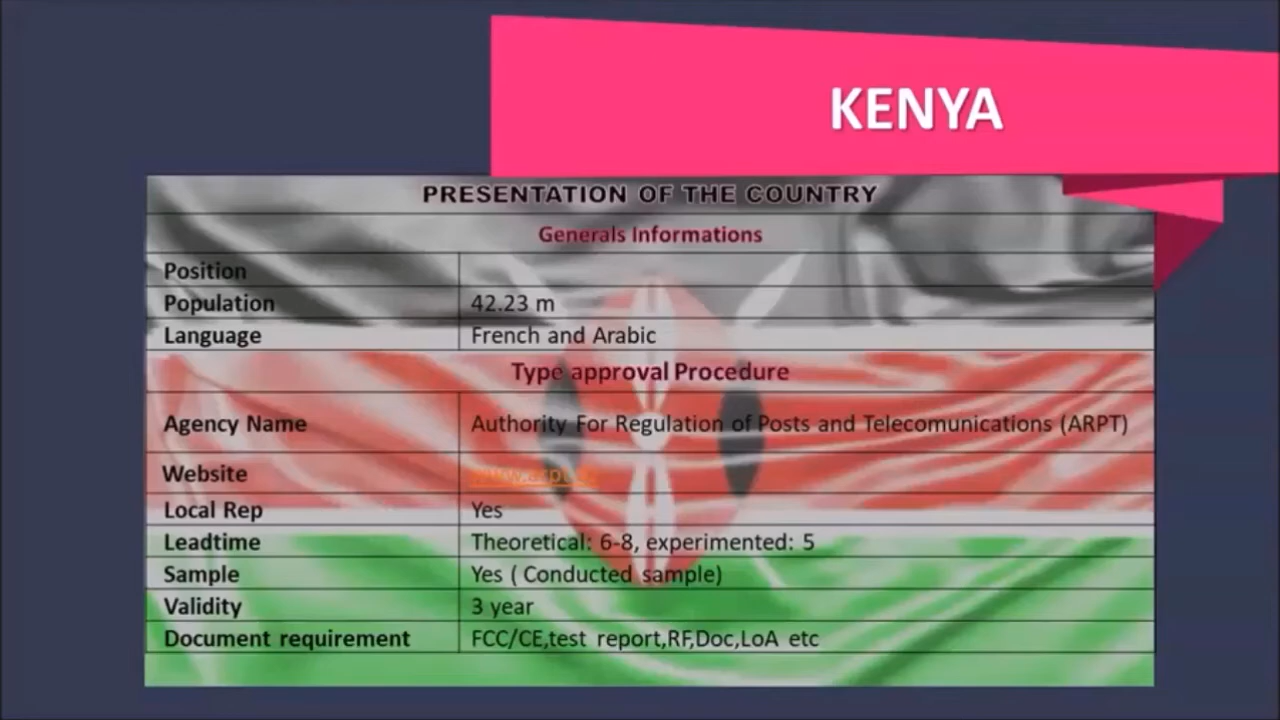 KENYA
PRESENTATION OF THE COUNTRY
Generals Informations
Position
Population 42.23 m
Language French and Arabic
Type approval Procedure
Agency Name Authority For Regulation of Posts and Telecomunications (ARPT)
Website
Local Rep Yes
Leadtime Theoretical: 6-8, experimented: 5
Sample Yes ( Conducted sample)
Validity 3 year
Document requirement FCC/CE,test report,RF,Doc,LoA etc